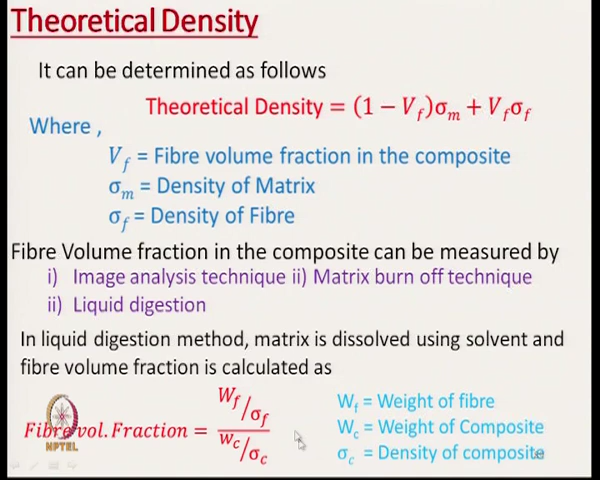 Theoretical Density
It can be determined as follows
Theoretical Density = (1 − V_f)σ_m + V_fσ_f
Where ,
V_f = Fibre volume fraction in the composite
σ_m = Density of Matrix
σ_f = Density of Fibre
Fibre Volume fraction in the composite can be measured by
i) Image analysis technique ii) Matrix burn off technique
ii) Liquid digestion
In liquid digestion method, matrix is dissolved using solvent and
fibre volume fraction is calculated as
Fibre vol. Fraction = (W_f/σ_f)/(w_c/σ_c)
W_f = Weight of fibre
W_c = Weight of Composite
σ_c = Density of composite
NPTEL